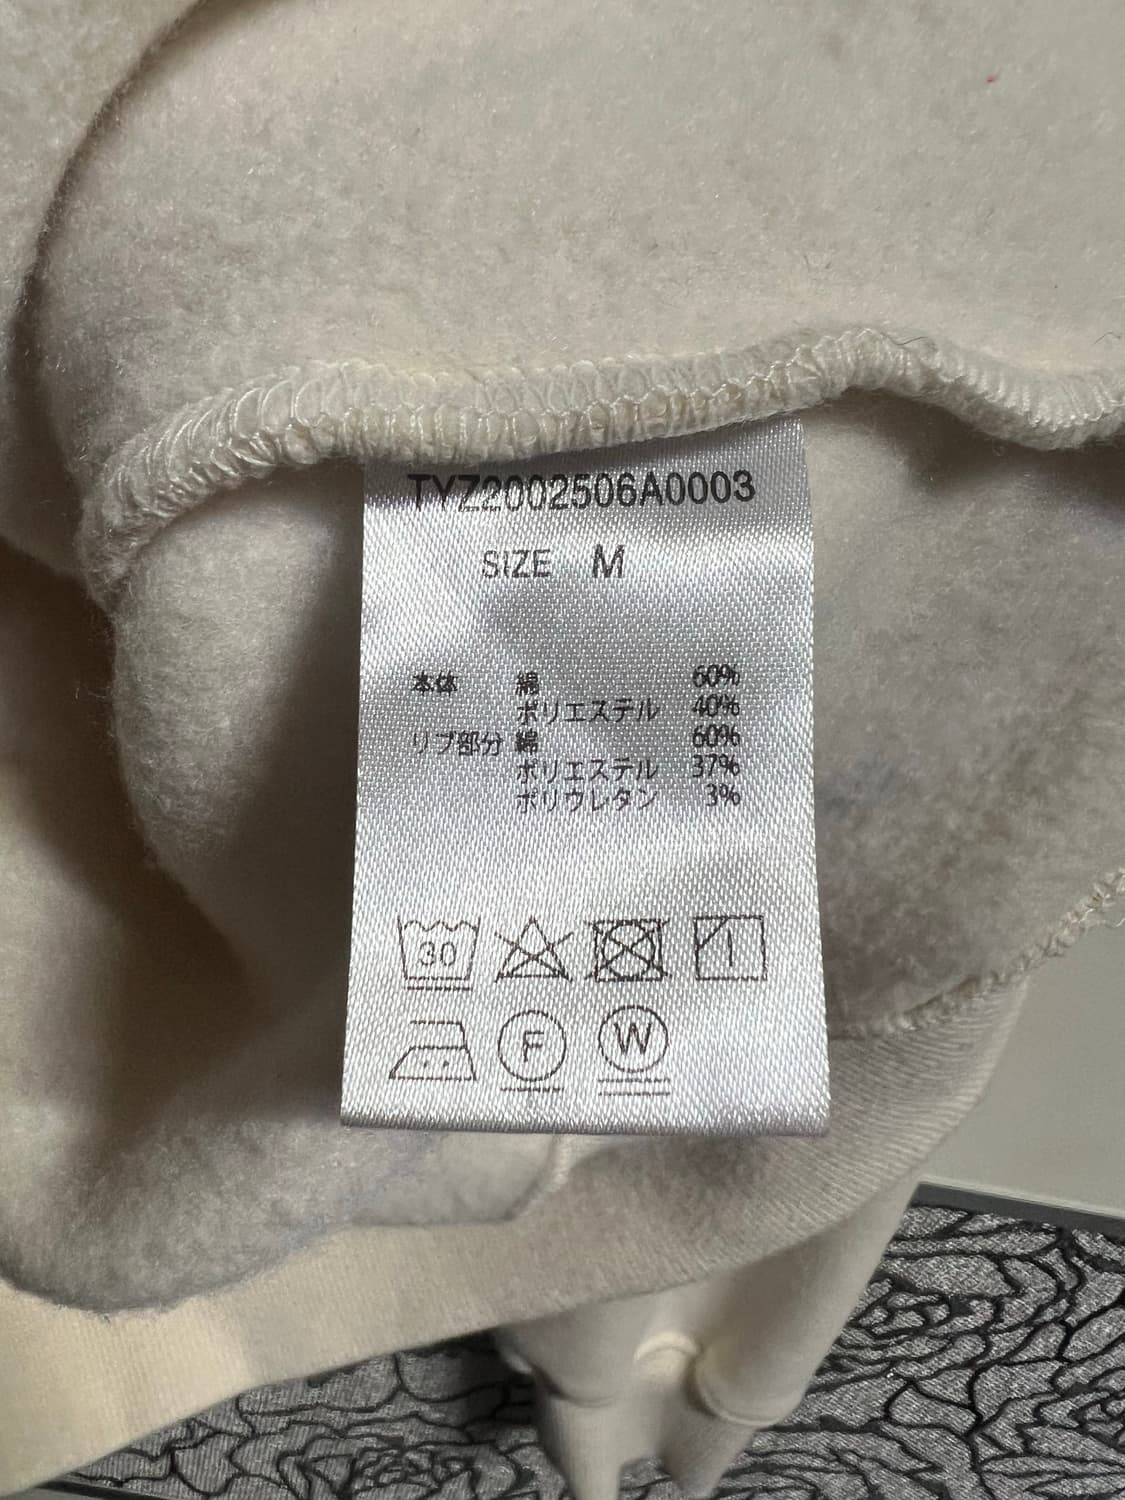 TYZ2002506A0003
SIZE M
本体 綿 60%
ポリエステル 40%
リブ部分 綿 60%
ポリエステル 37%
ポリウレタン 3%
30
F W